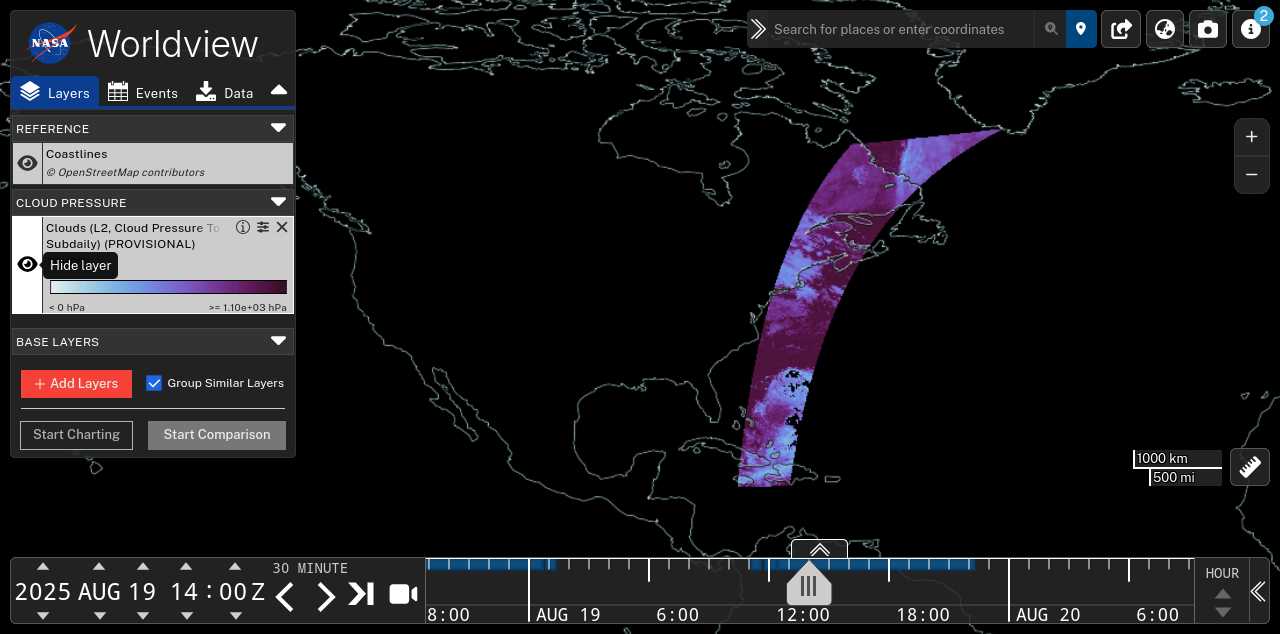 NASA
Worldview
Layers
Events
Data
REFERENCE
Coastlines
© OpenStreetMap contributors
CLOUD PRESSURE
Clouds (L2, Cloud Pressure To
Subdaily) (PROVISIONAL)
Hide layer
< 0 hPa
>= 1.10e+03 hPa
BASE LAYERS
+ Add Layers
Group Similar Layers
Start Charting
Start Comparison
Search for places or enter coordinates
2
+
−
1000 km
500 mi
2025 AUG 19 14 : 00 Z
30 MINUTE
8:00
AUG 19
6:00
12:00
18:00
AUG 20
6:00
HOUR